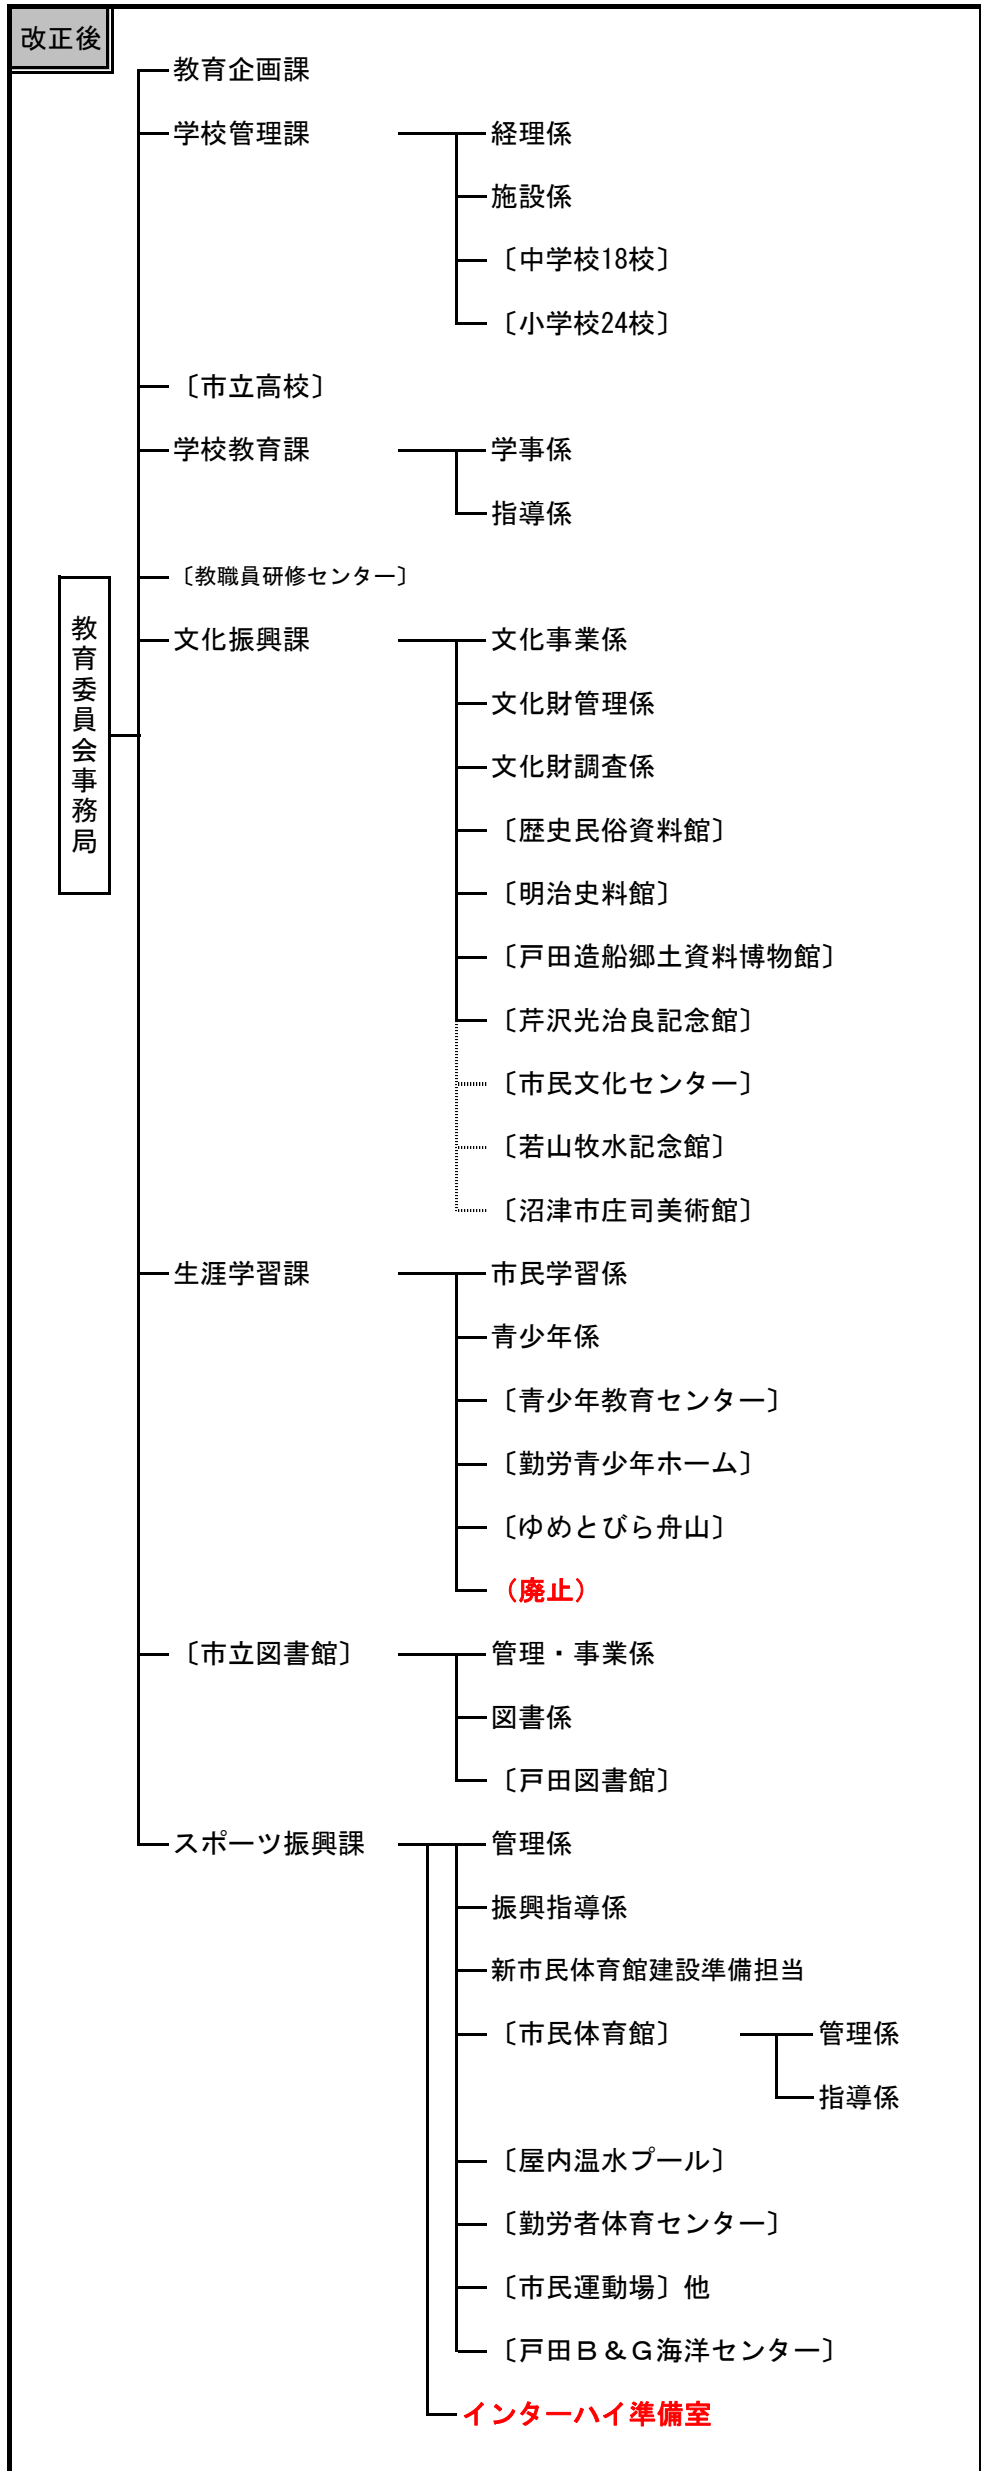 改正後
教育企画課
学校管理課
経理係
施設係
〔中学校18校〕
〔小学校24校〕
〔市立高校〕
学校教育課
学事係
指導係
〔教職員研修センター〕
教育委員会事務局
文化振興課
文化事業係
文化財管理係
文化財調査係
〔歴史民俗資料館〕
〔明治史料館〕
〔戸田造船郷土資料博物館〕
〔芹沢光治良記念館〕
〔市民文化センター〕
〔若山牧水記念館〕
〔沼津市庄司美術館〕
生涯学習課
市民学習係
青少年係
〔青少年教育センター〕
〔勤労青少年ホーム〕
〔ゆめとびら舟山〕
（廃止）
〔市立図書館〕
管理・事業係
図書係
〔戸田図書館〕
スポーツ振興課
管理係
振興指導係
新市民体育館建設準備担当
〔市民体育館〕
管理係
指導係
〔屋内温水プール〕
〔勤労者体育センター〕
〔市民運動場〕他
〔戸田Ｂ＆Ｇ海洋センター〕
インターハイ準備室